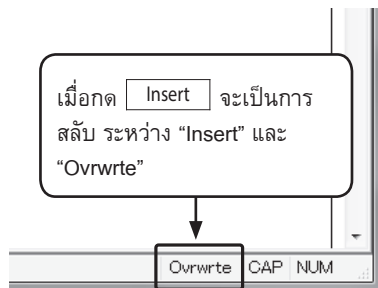 เมื่อกด Insert จะเป็นการ
สลับ ระหว่าง “Insert” และ
“Ovrwrte”
Ovrwrte CAP NUM